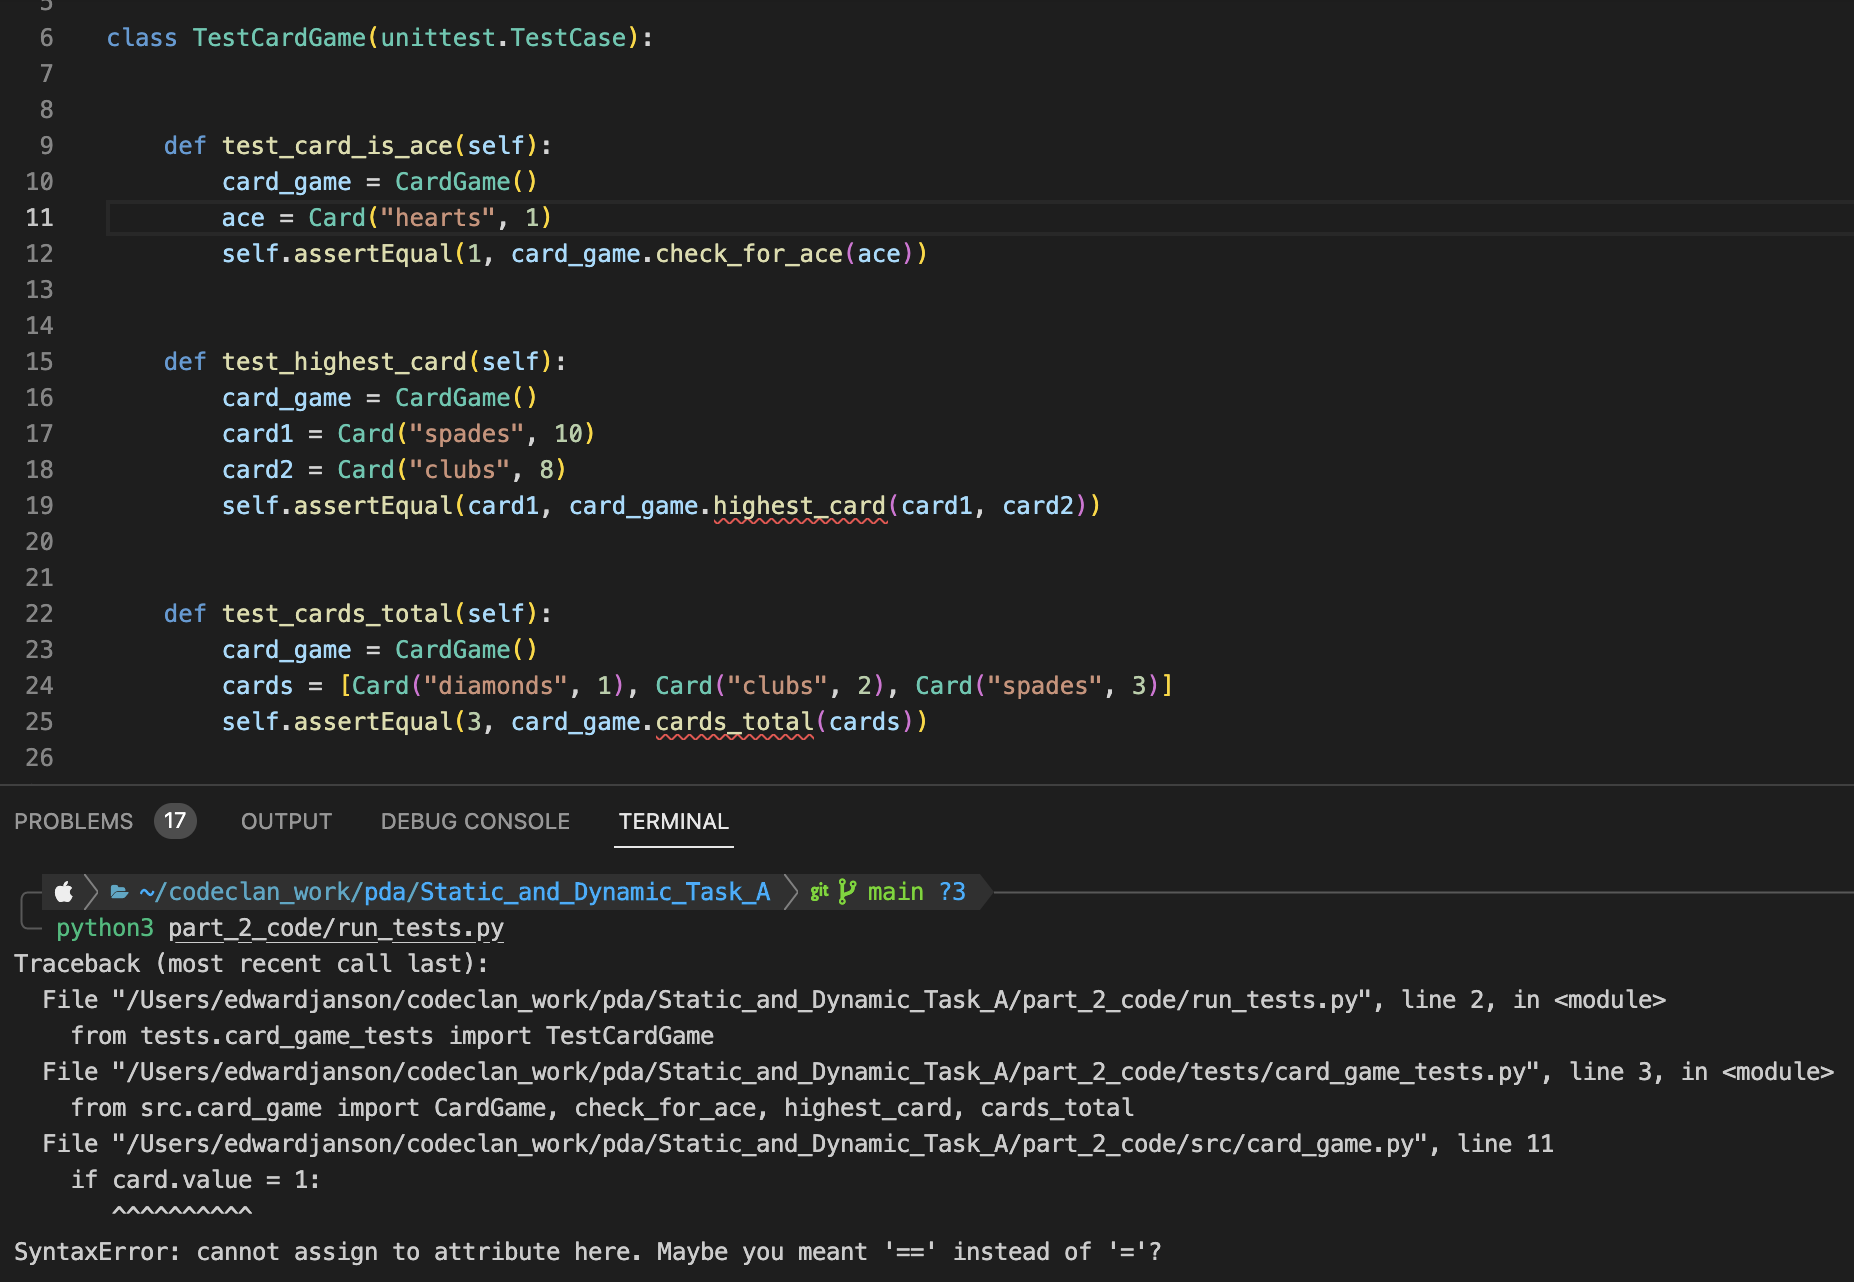 5
6 class TestCardGame(unittest.TestCase):
7
8
9 def test_card_is_ace(self):
10 card_game = CardGame()
11 ace = Card("hearts", 1)
12 self.assertEqual(1, card_game.check_for_ace(ace))
13
14
15 def test_highest_card(self):
16 card_game = CardGame()
17 card1 = Card("spades", 10)
18 card2 = Card("clubs", 8)
19 self.assertEqual(card1, card_game.highest_card(card1, card2))
20
21
22 def test_cards_total(self):
23 card_game = CardGame()
24 cards = [Card("diamonds", 1), Card("clubs", 2), Card("spades", 3)]
25 self.assertEqual(3, card_game.cards_total(cards))
26
PROBLEMS 17 OUTPUT DEBUG CONSOLE TERMINAL
~/codeclan_work/pda/Static_and_Dynamic_Task_A git main ?3
python3 part_2_code/run_tests.py
Traceback (most recent call last):
File "/Users/edwardjanson/codeclan_work/pda/Static_and_Dynamic_Task_A/part_2_code/run_tests.py", line 2, in <module>
from tests.card_game_tests import TestCardGame
File "/Users/edwardjanson/codeclan_work/pda/Static_and_Dynamic_Task_A/part_2_code/tests/card_game_tests.py", line 3, in <module>
from src.card_game import CardGame, check_for_ace, highest_card, cards_total
File "/Users/edwardjanson/codeclan_work/pda/Static_and_Dynamic_Task_A/part_2_code/src/card_game.py", line 11
if card.value = 1:
^^^^^^^^^^
SyntaxError: cannot assign to attribute here. Maybe you meant '==' instead of '='?